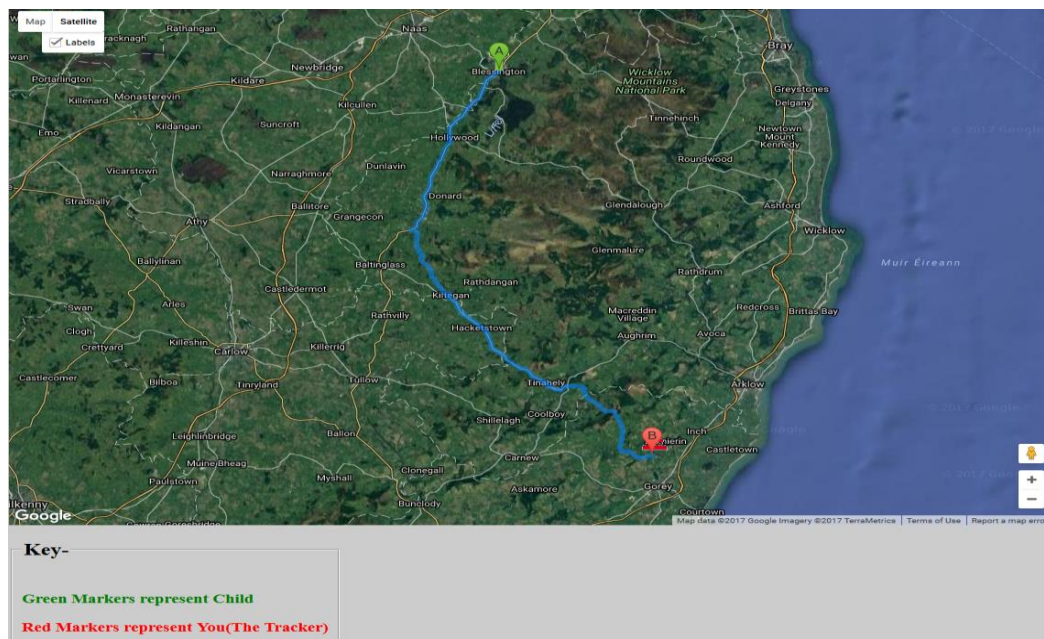 Map
Satellite
Labels
Rathangan
Naas
Bray
A
Blessington
Portarlington
Kildare
Newbridge
Wicklow
Mountains
National Park
Greystones
Killenard
Monasterevin
Kilcullen
Delgany
Emo
Kildangan
Suncroft
Tinnehinch
Newtown
Mount
Kennedy
Hollywood
Vicarstown
Narraghmore
Dunlavin
Roundwood
Stradbally
Ballitore
Donard
Glendalough
Ashford
Athy
Grangecon
Wicklow
Glenmalure
Ballylinan
Baltinglass
Muir Éireann
Rathdrum
Castledermot
Rathdangan
Kiltegan
Swan
Arles
Rathvilly
Macreddin
Village
Redcross
Brittas Bay
Clogh
Hacketstown
Killeshin
Aughrim
Avoca
Crettyard
Carlow
Killerrig
Castlecomer
Bilboa
Tinryland
Tullow
Tinahely
Arklow
Shillelagh
Coolboy
Leighlinbridge
Ballon
B
Inch
Castletown
Muine Bheag
Carnew
Clonegall
Paulstown
Myshall
Askamore
Gorey
Bunclody
Courtown
Google
Map data ©2017 Google Imagery ©2017 TerraMetrics
Terms of Use
Report a map erro
Key-
Green Markers represent Child
Red Markers represent You(The Tracker)